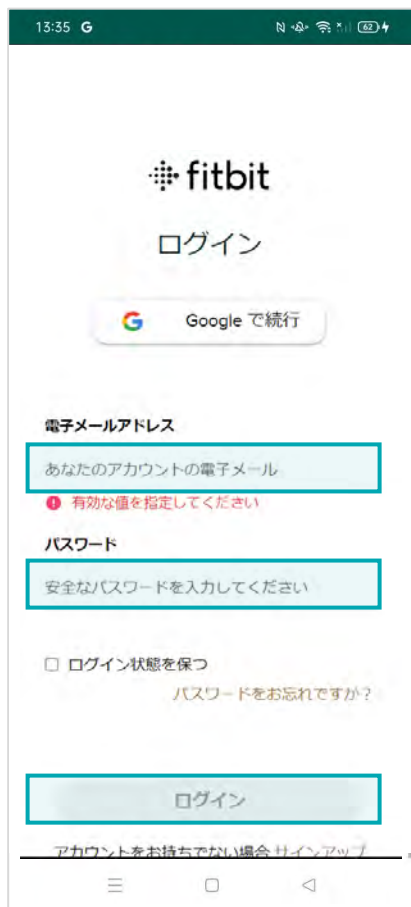 13:35 G
62
fitbit
ログイン
Google で続行
電子メールアドレス
あなたのアカウントの電子メール
有効な値を指定してください
パスワード
安全なパスワードを入力してください
ログイン状態を保つ
パスワードをお忘れですか？
ログイン
アカウントをお持ちでない場合 サインアップ